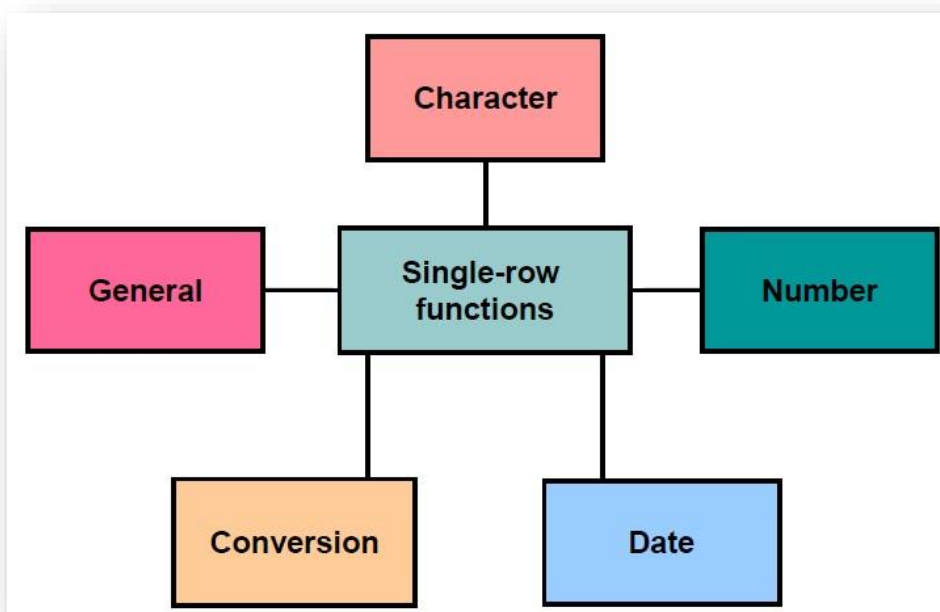 Character
General
Single-row
functions
Number
Conversion
Date